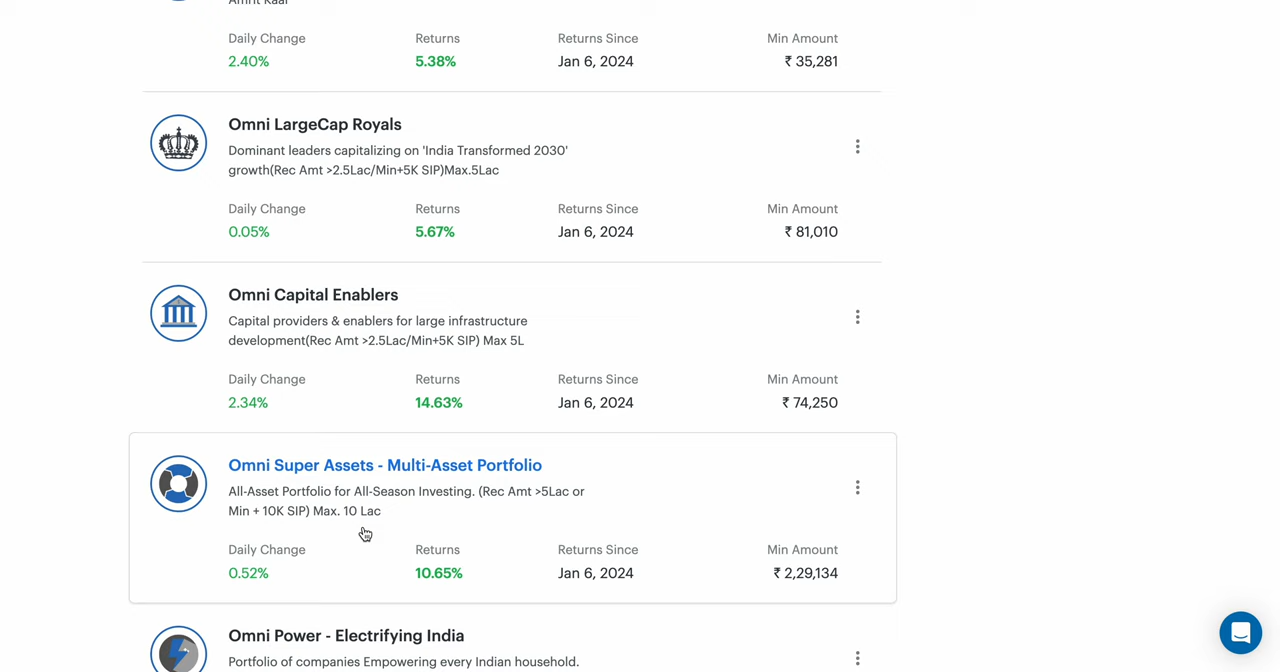 Amrit Kaal
Daily Change Returns Returns Since Min Amount
2.40% 5.38% Jan 6, 2024 ₹ 35,281
Omni LargeCap Royals
Dominant leaders capitalizing on 'India Transformed 2030'
growth(Rec Amt >2.5Lac/Min+5K SIP)Max.5Lac
Daily Change Returns Returns Since Min Amount
0.05% 5.67% Jan 6, 2024 ₹ 81,010
Omni Capital Enablers
Capital providers & enablers for large infrastructure
development(Rec Amt >2.5Lac/Min+5K SIP) Max 5L
Daily Change Returns Returns Since Min Amount
2.34% 14.63% Jan 6, 2024 ₹ 74,250
Omni Super Assets - Multi-Asset Portfolio
All-Asset Portfolio for All-Season Investing. (Rec Amt >5Lac or
Min + 10K SIP) Max. 10 Lac
Daily Change Returns Returns Since Min Amount
0.52% 10.65% Jan 6, 2024 ₹ 2,29,134
Omni Power - Electrifying India
Portfolio of companies Empowering every Indian household.